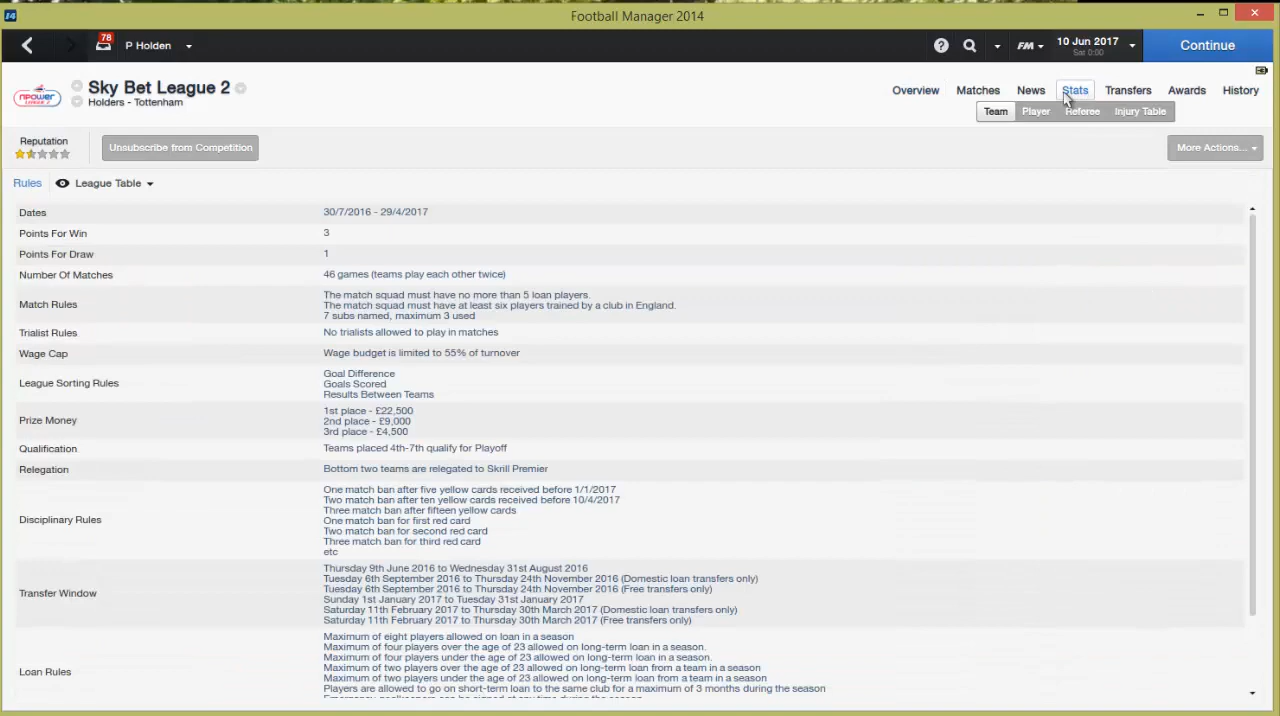 Football Manager 2014
14
78
P Holden
FM
10 Jun 2017
Sat 0:00
Continue
npower
LEAGUE 2
Sky Bet League 2
Holders - Tottenham
Overview
Matches
News
Stats
Transfers
Awards
History
Team
Player
Referee
Injury Table
Reputation
Unsubscribe from Competition
More Actions...
Rules
League Table
Dates
30/7/2016 - 29/4/2017
Points For Win
3
Points For Draw
1
Number Of Matches
46 games (teams play each other twice)
Match Rules
The match squad must have no more than 5 loan players.
The match squad must have at least six players trained by a club in England.
7 subs named, maximum 3 used
Trialist Rules
No trialists allowed to play in matches
Wage Cap
Wage budget is limited to 55% of turnover
League Sorting Rules
Goal Difference
Goals Scored
Results Between Teams
Prize Money
1st place - £22,500
2nd place - £9,000
3rd place - £4,500
Qualification
Teams placed 4th-7th qualify for Playoff
Relegation
Bottom two teams are relegated to Skrill Premier
Disciplinary Rules
One match ban after five yellow cards received before 1/1/2017
Two match ban after ten yellow cards received before 10/4/2017
Three match ban after fifteen yellow cards
One match ban for first red card
Two match ban for second red card
Three match ban for third red card
etc
Transfer Window
Thursday 9th June 2016 to Wednesday 31st August 2016
Tuesday 6th September 2016 to Thursday 24th November 2016 (Domestic loan transfers only)
Tuesday 6th September 2016 to Thursday 24th November 2016 (Free transfers only)
Sunday 1st January 2017 to Tuesday 31st January 2017
Saturday 11th February 2017 to Thursday 30th March 2017 (Domestic loan transfers only)
Saturday 11th February 2017 to Thursday 30th March 2017 (Free transfers only)
Loan Rules
Maximum of eight players allowed on loan in a season
Maximum of four players over the age of 23 allowed on long-term loan in a season.
Maximum of four players under the age of 23 allowed on long-term loan in a season.
Maximum of two players over the age of 23 allowed on long-term loan from a team in a season
Maximum of two players under the age of 23 allowed on long-term loan from a team in a season
Players are allowed to go on short-term loan to the same club for a maximum of 3 months during the season
Emergency goalkeepers can be signed at any time during the season